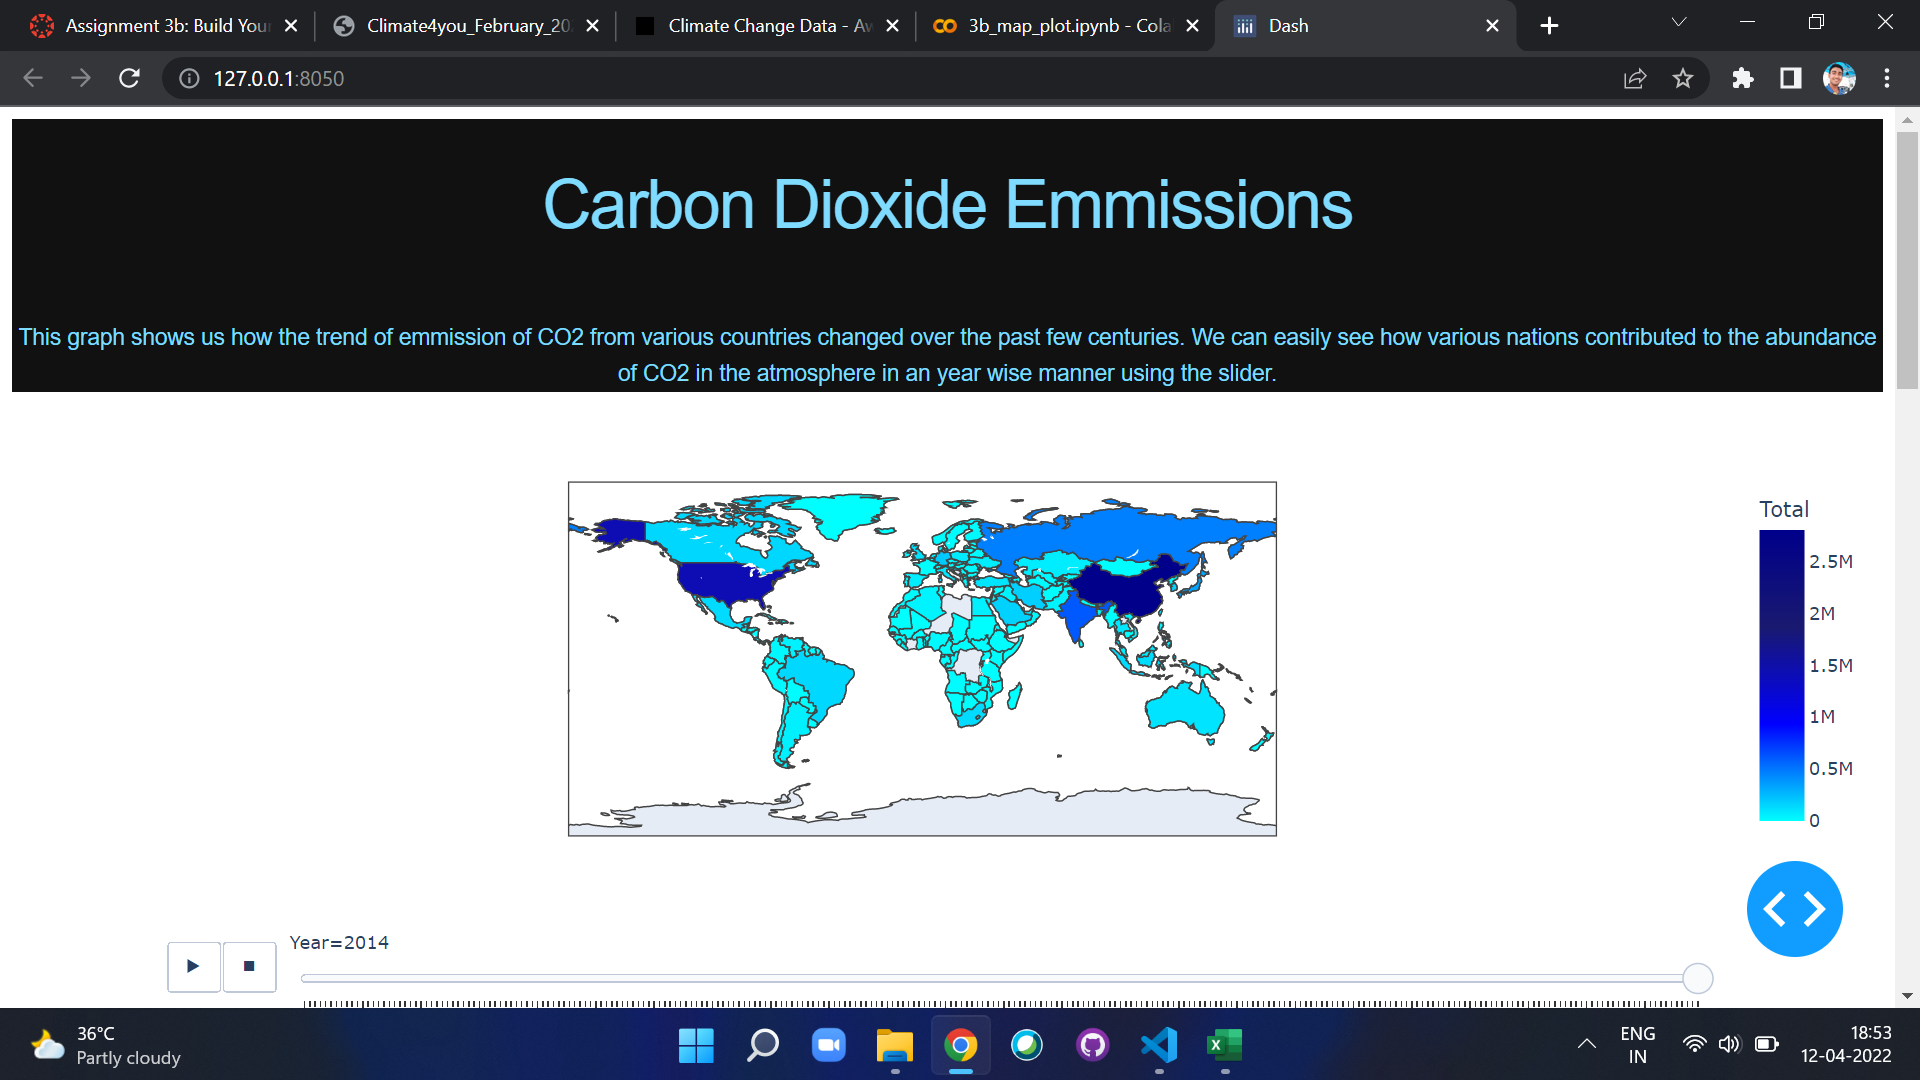 Assignment 3b: Build Your
Climate4you_February_20
Climate Change Data - Aw
3b_map_plot.ipynb - Cola
Dash
127.0.0.1:8050
Carbon Dioxide Emmissions
This graph shows us how the trend of emmission of CO2 from various countries changed over the past few centuries. We can easily see how various nations contributed to the abundance
of CO2 in the atmosphere in an year wise manner using the slider.
Total
2.5M
2M
1.5M
1M
0.5M
0
Year=2014
36°C
Partly cloudy
ENG
IN
18:53
12-04-2022